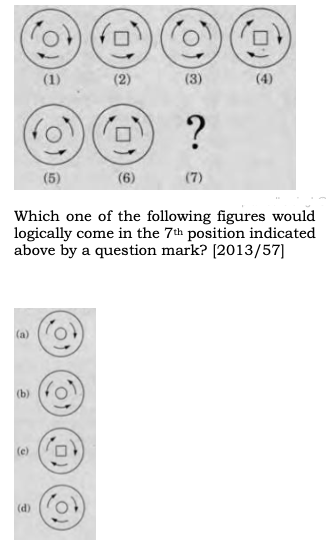 (1) (2) (3) (4)
?
(5) (6) (7)
Which one of the following figures would
logically come in the 7th position indicated
above by a question mark? [2013/57]
(a)
(b)
(c)
(d)